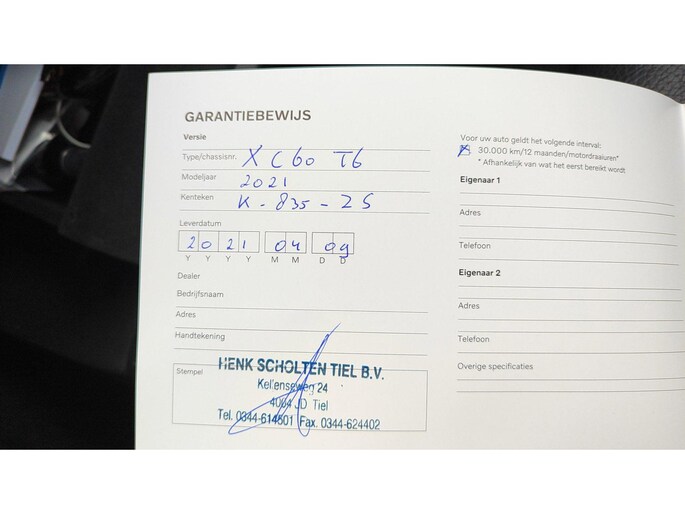 GARANTIEBEWIJS
Versie
Type/chassisnr. XC60 T6
Modeljaar 2021
Kenteken K-835-ZS
Leverdatum
2021 04 09
Y Y Y Y M M D D
Dealer
Bedrijfsnaam
Adres
Handtekening
Stempel
HENK SCHOLTEN TIEL B.V.
Kellenseweg 24
4004 JD Tiel
Tel. 0344-614501 Fax. 0344-624402
Voor uw auto geldt het volgende interval:
30.000 km/12 maanden/motordraaiuren*
* Afhankelijk van wat het eerst bereikt wordt
Eigenaar 1
Adres
Telefoon
Eigenaar 2
Adres
Telefoon
Overige specificaties